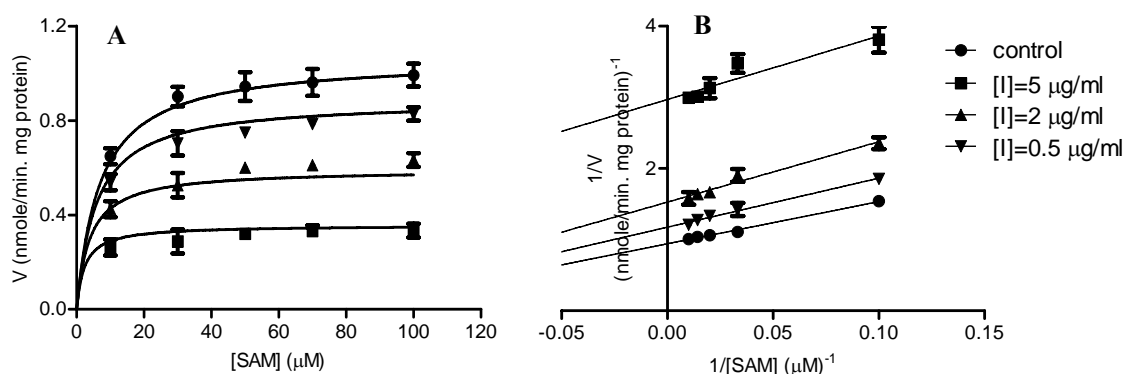 A
1.2
0.8
0.4
0.0
0
20
40
60
80
100
120
V (nmole/min. mg protein)
[SAM] (μM)
B
4
2
-0.05
0.00
0.05
0.10
0.15
1/V
(nmole/min. mg protein)⁻¹
1/[SAM] (μM)⁻¹
control
[I]=5 μg/ml
[I]=2 μg/ml
[I]=0.5 μg/ml